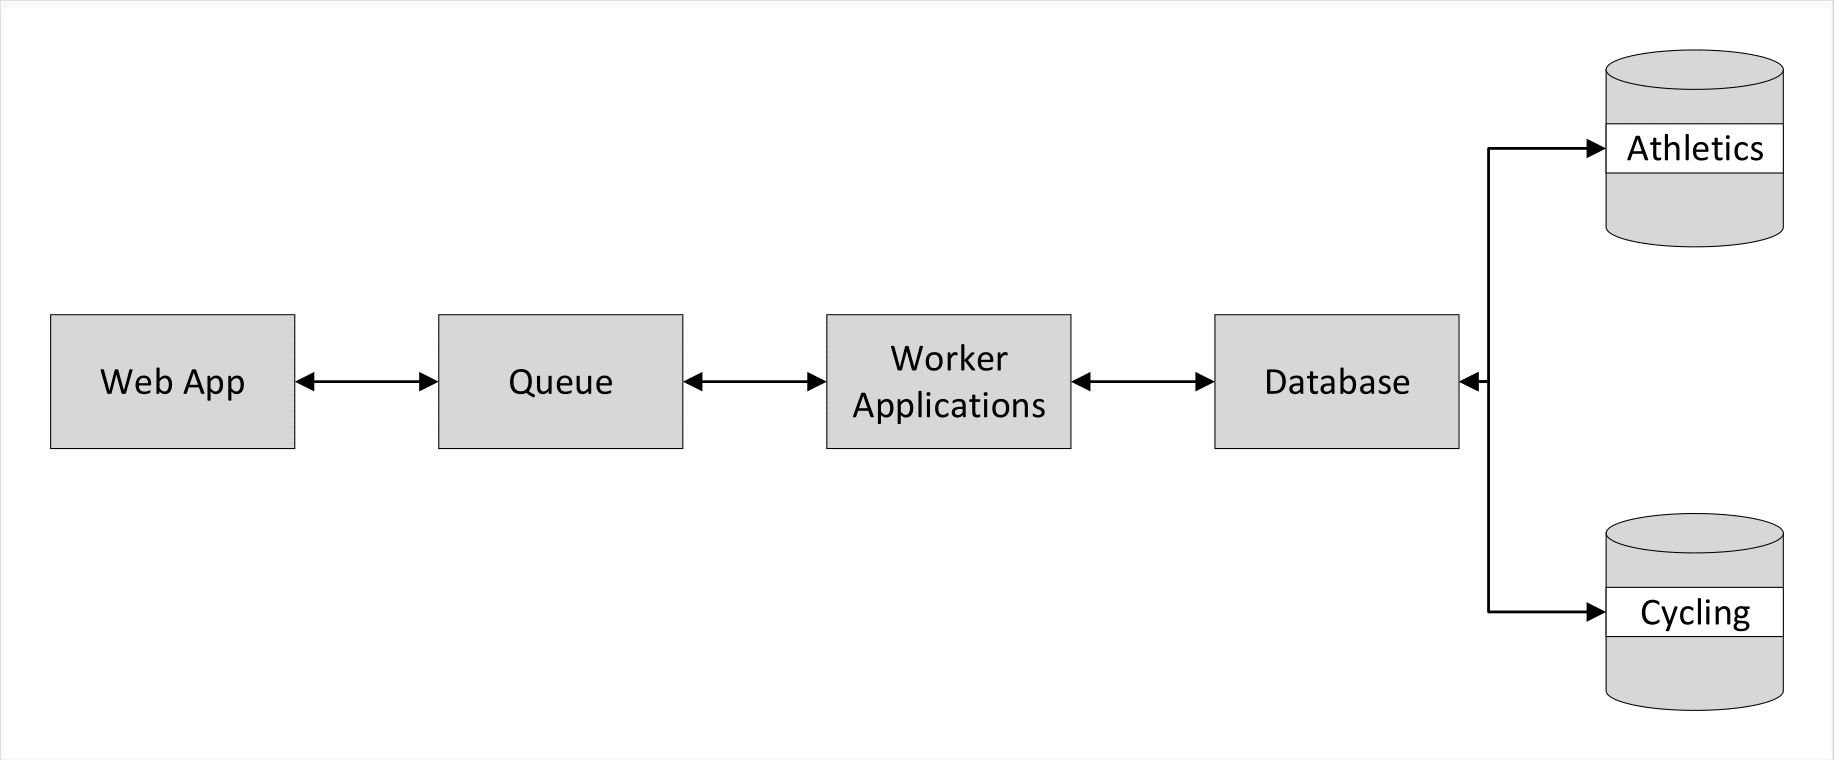 Athletics
Web App
Queue
Worker
Applications
Database
Cycling